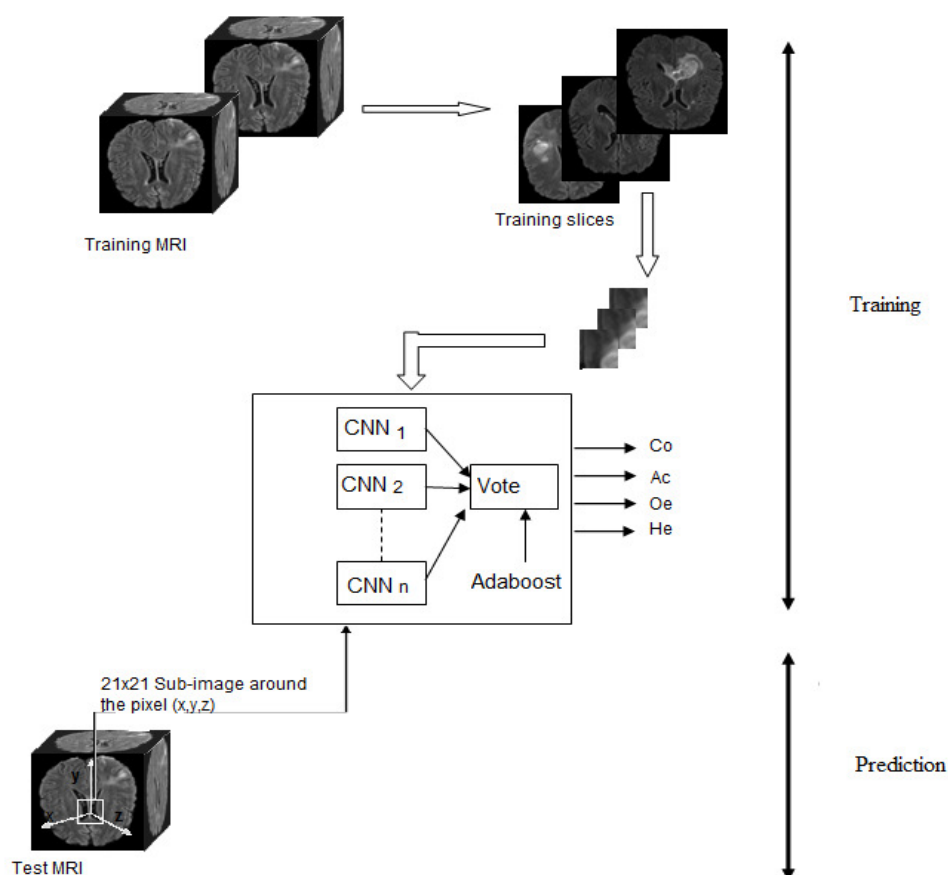 Training MRI
Training slices
Training
CNN 1
CNN 2
CNN n
Vote
Adaboost
Co
Ac
Oe
He
21x21 Sub-image around
the pixel (x,y,z)
y
x
z
Test MRI
Prediction